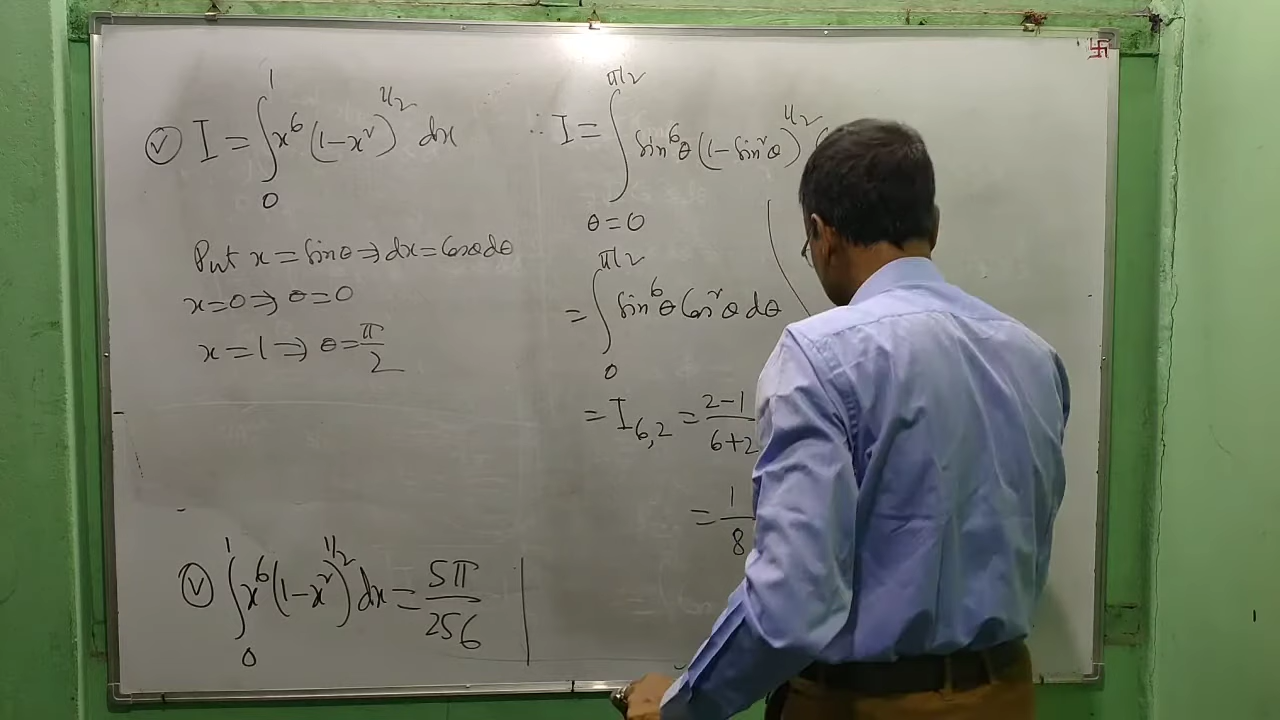 (V) I = ∫₀¹ x⁶ (1-x²)^1/2 dx
Put x = Sinθ ⇒ dx = Cosθ dθ
x=0 ⇒ θ=0
x=1 ⇒ θ=π/2
(V) ∫₀¹ x⁶(1-x²)^1/2 dx = 5π/256
∴ I = ∫_{θ=0}^{π/2} Sin⁶θ (1-Sin²θ)^1/2
= ∫₀^{π/2} Sin⁶θ Cos²θ dθ
= I₆,₂ = 2-1/6+2
= 1/8